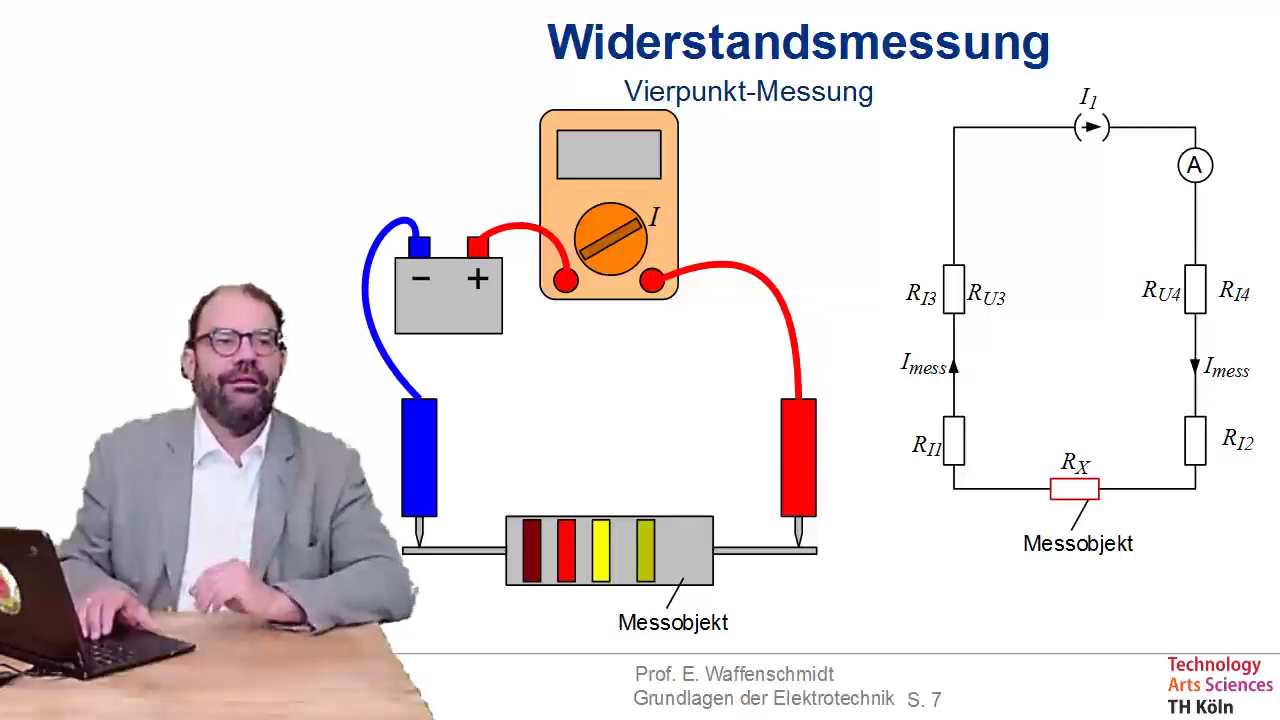 Widerstandsmessung
Vierpunkt-Messung
I
− +
I1
A
RI3 RU3
RU4 RI4
Imess
Imess
RI1
RI2
RX
Messobjekt
Messobjekt
Prof. E. Waffenschmidt
Grundlagen der Elektrotechnik S. 7
Technology
Arts Sciences
TH Köln